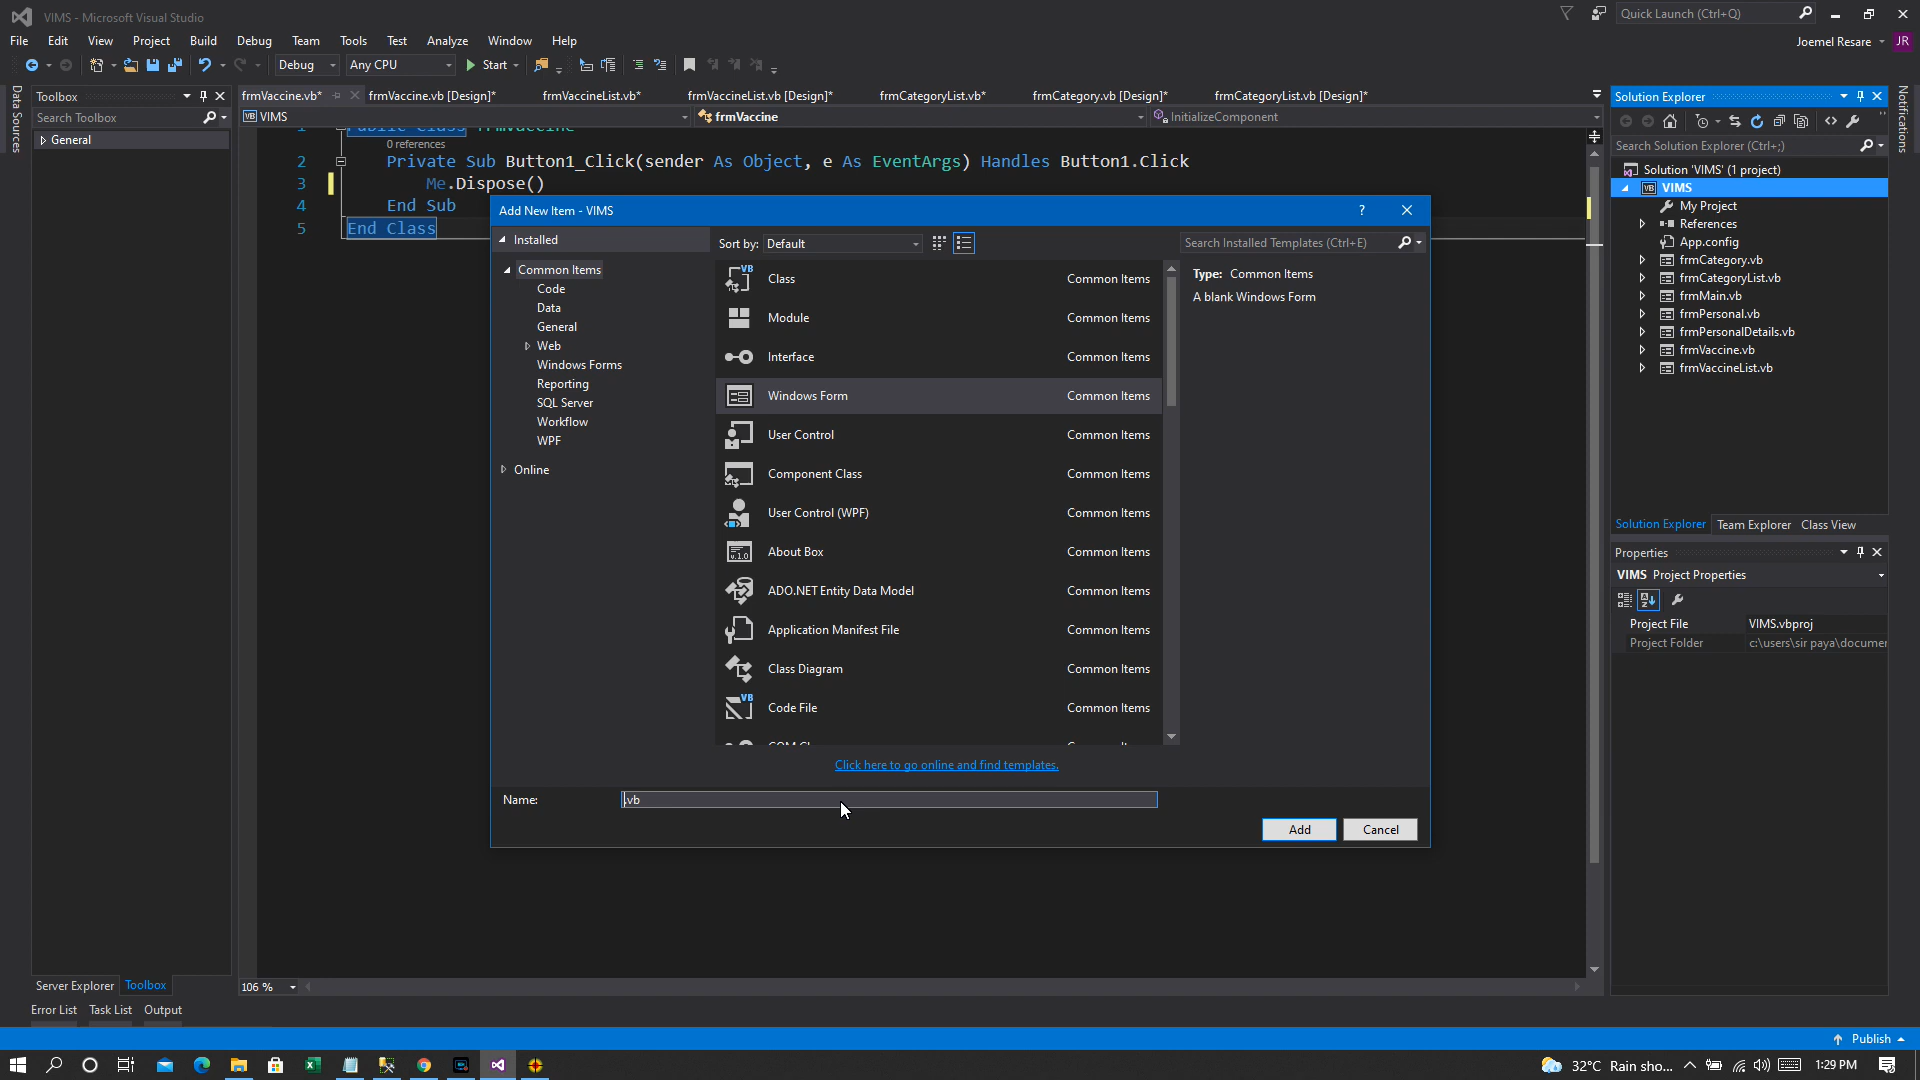 VIMS - Microsoft Visual Studio
Quick Launch (Ctrl+Q)
File Edit View Project Build Debug Team Tools Test Analyze Window Help
Joemel Resare JR
Debug Any CPU Start
Data Sources
Toolbox
Search Toolbox
General
frmVaccine.vb* frmVaccine.vb [Design]* frmVaccineList.vb* frmVaccineList.vb [Design]* frmCategoryList.vb* frmCategory.vb [Design]* frmCategoryList.vb [Design]*
VIMS frmVaccine InitializeComponent
1 Public Class frmVaccine
0 references
2 Private Sub Button1_Click(sender As Object, e As EventArgs) Handles Button1.Click
3 Me.Dispose()
4 End Sub
5 End Class
Add New Item - VIMS
Installed
Sort by: Default
Search Installed Templates (Ctrl+E)
Common Items
Code
Data
General
Web
Windows Forms
Reporting
SQL Server
Workflow
WPF
Online
Class Common Items
Module Common Items
Interface Common Items
Windows Form Common Items
User Control Common Items
Component Class Common Items
User Control (WPF) Common Items
About Box Common Items
ADO.NET Entity Data Model Common Items
Application Manifest File Common Items
Class Diagram Common Items
Code File Common Items
Type: Common Items
A blank Windows Form
Click here to go online and find templates.
Name: .vb
Add Cancel
Solution Explorer
Search Solution Explorer (Ctrl+;)
Solution 'VIMS' (1 project)
VIMS
My Project
References
App.config
frmCategory.vb
frmCategoryList.vb
frmMain.vb
frmPersonal.vb
frmPersonalDetails.vb
frmVaccine.vb
frmVaccineList.vb
Solution Explorer Team Explorer Class View
Properties
VIMS Project Properties
Project File VIMS.vbproj
Project Folder c:\users\sir paya\documer
Notifications
Server Explorer Toolbox
106 %
Error List Task List Output
Publish
32°C Rain sho... 1:29 PM